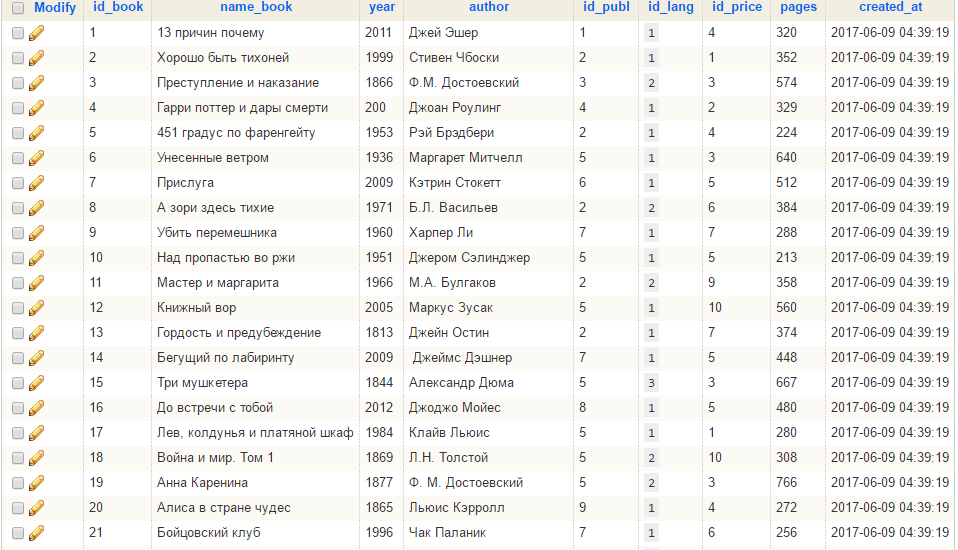 Modify id_book name_book year author id_publ id_lang id_price pages created_at
1 13 причин почему 2011 Джей Эшер 1 1 4 320 2017-06-09 04:39:19
2 Хорошо быть тихоней 1999 Стивен Чбоски 2 1 1 352 2017-06-09 04:39:19
3 Преступление и наказание 1866 Ф.М. Достоевский 3 2 3 574 2017-06-09 04:39:19
4 Гарри поттер и дары смерти 200 Джоан Роулинг 4 1 2 329 2017-06-09 04:39:19
5 451 градус по фаренгейту 1953 Рэй Брэдбери 2 1 4 224 2017-06-09 04:39:19
6 Унесенные ветром 1936 Маргарет Митчелл 5 1 3 640 2017-06-09 04:39:19
7 Прислуга 2009 Кэтрин Стокетт 6 1 5 512 2017-06-09 04:39:19
8 А зори здесь тихие 1971 Б.Л. Васильев 2 2 6 384 2017-06-09 04:39:19
9 Убить перемешника 1960 Харпер Ли 7 1 7 288 2017-06-09 04:39:19
10 Над пропастью во ржи 1951 Джером Сэлинджер 5 1 5 213 2017-06-09 04:39:19
11 Мастер и маргарита 1966 М.А. Булгаков 2 2 9 358 2017-06-09 04:39:19
12 Книжный вор 2005 Маркус Зусак 5 1 10 560 2017-06-09 04:39:19
13 Гордость и предубеждение 1813 Джейн Остин 2 1 7 374 2017-06-09 04:39:19
14 Бегущий по лабиринту 2009 Джеймс Дэшнер 7 1 5 448 2017-06-09 04:39:19
15 Три мушкетера 1844 Александр Дюма 5 3 3 667 2017-06-09 04:39:19
16 До встречи с тобой 2012 Джоджо Мойес 8 1 5 480 2017-06-09 04:39:19
17 Лев, колдунья и платяной шкаф 1984 Клайв Льюис 5 1 1 280 2017-06-09 04:39:19
18 Война и мир. Том 1 1869 Л.Н. Толстой 5 2 10 308 2017-06-09 04:39:19
19 Анна Каренина 1877 Ф. М. Достоевский 5 2 3 766 2017-06-09 04:39:19
20 Алиса в стране чудес 1865 Льюис Кэрролл 9 1 4 272 2017-06-09 04:39:19
21 Бойцовский клуб 1996 Чак Паланик 7 1 6 256 2017-06-09 04:39:19